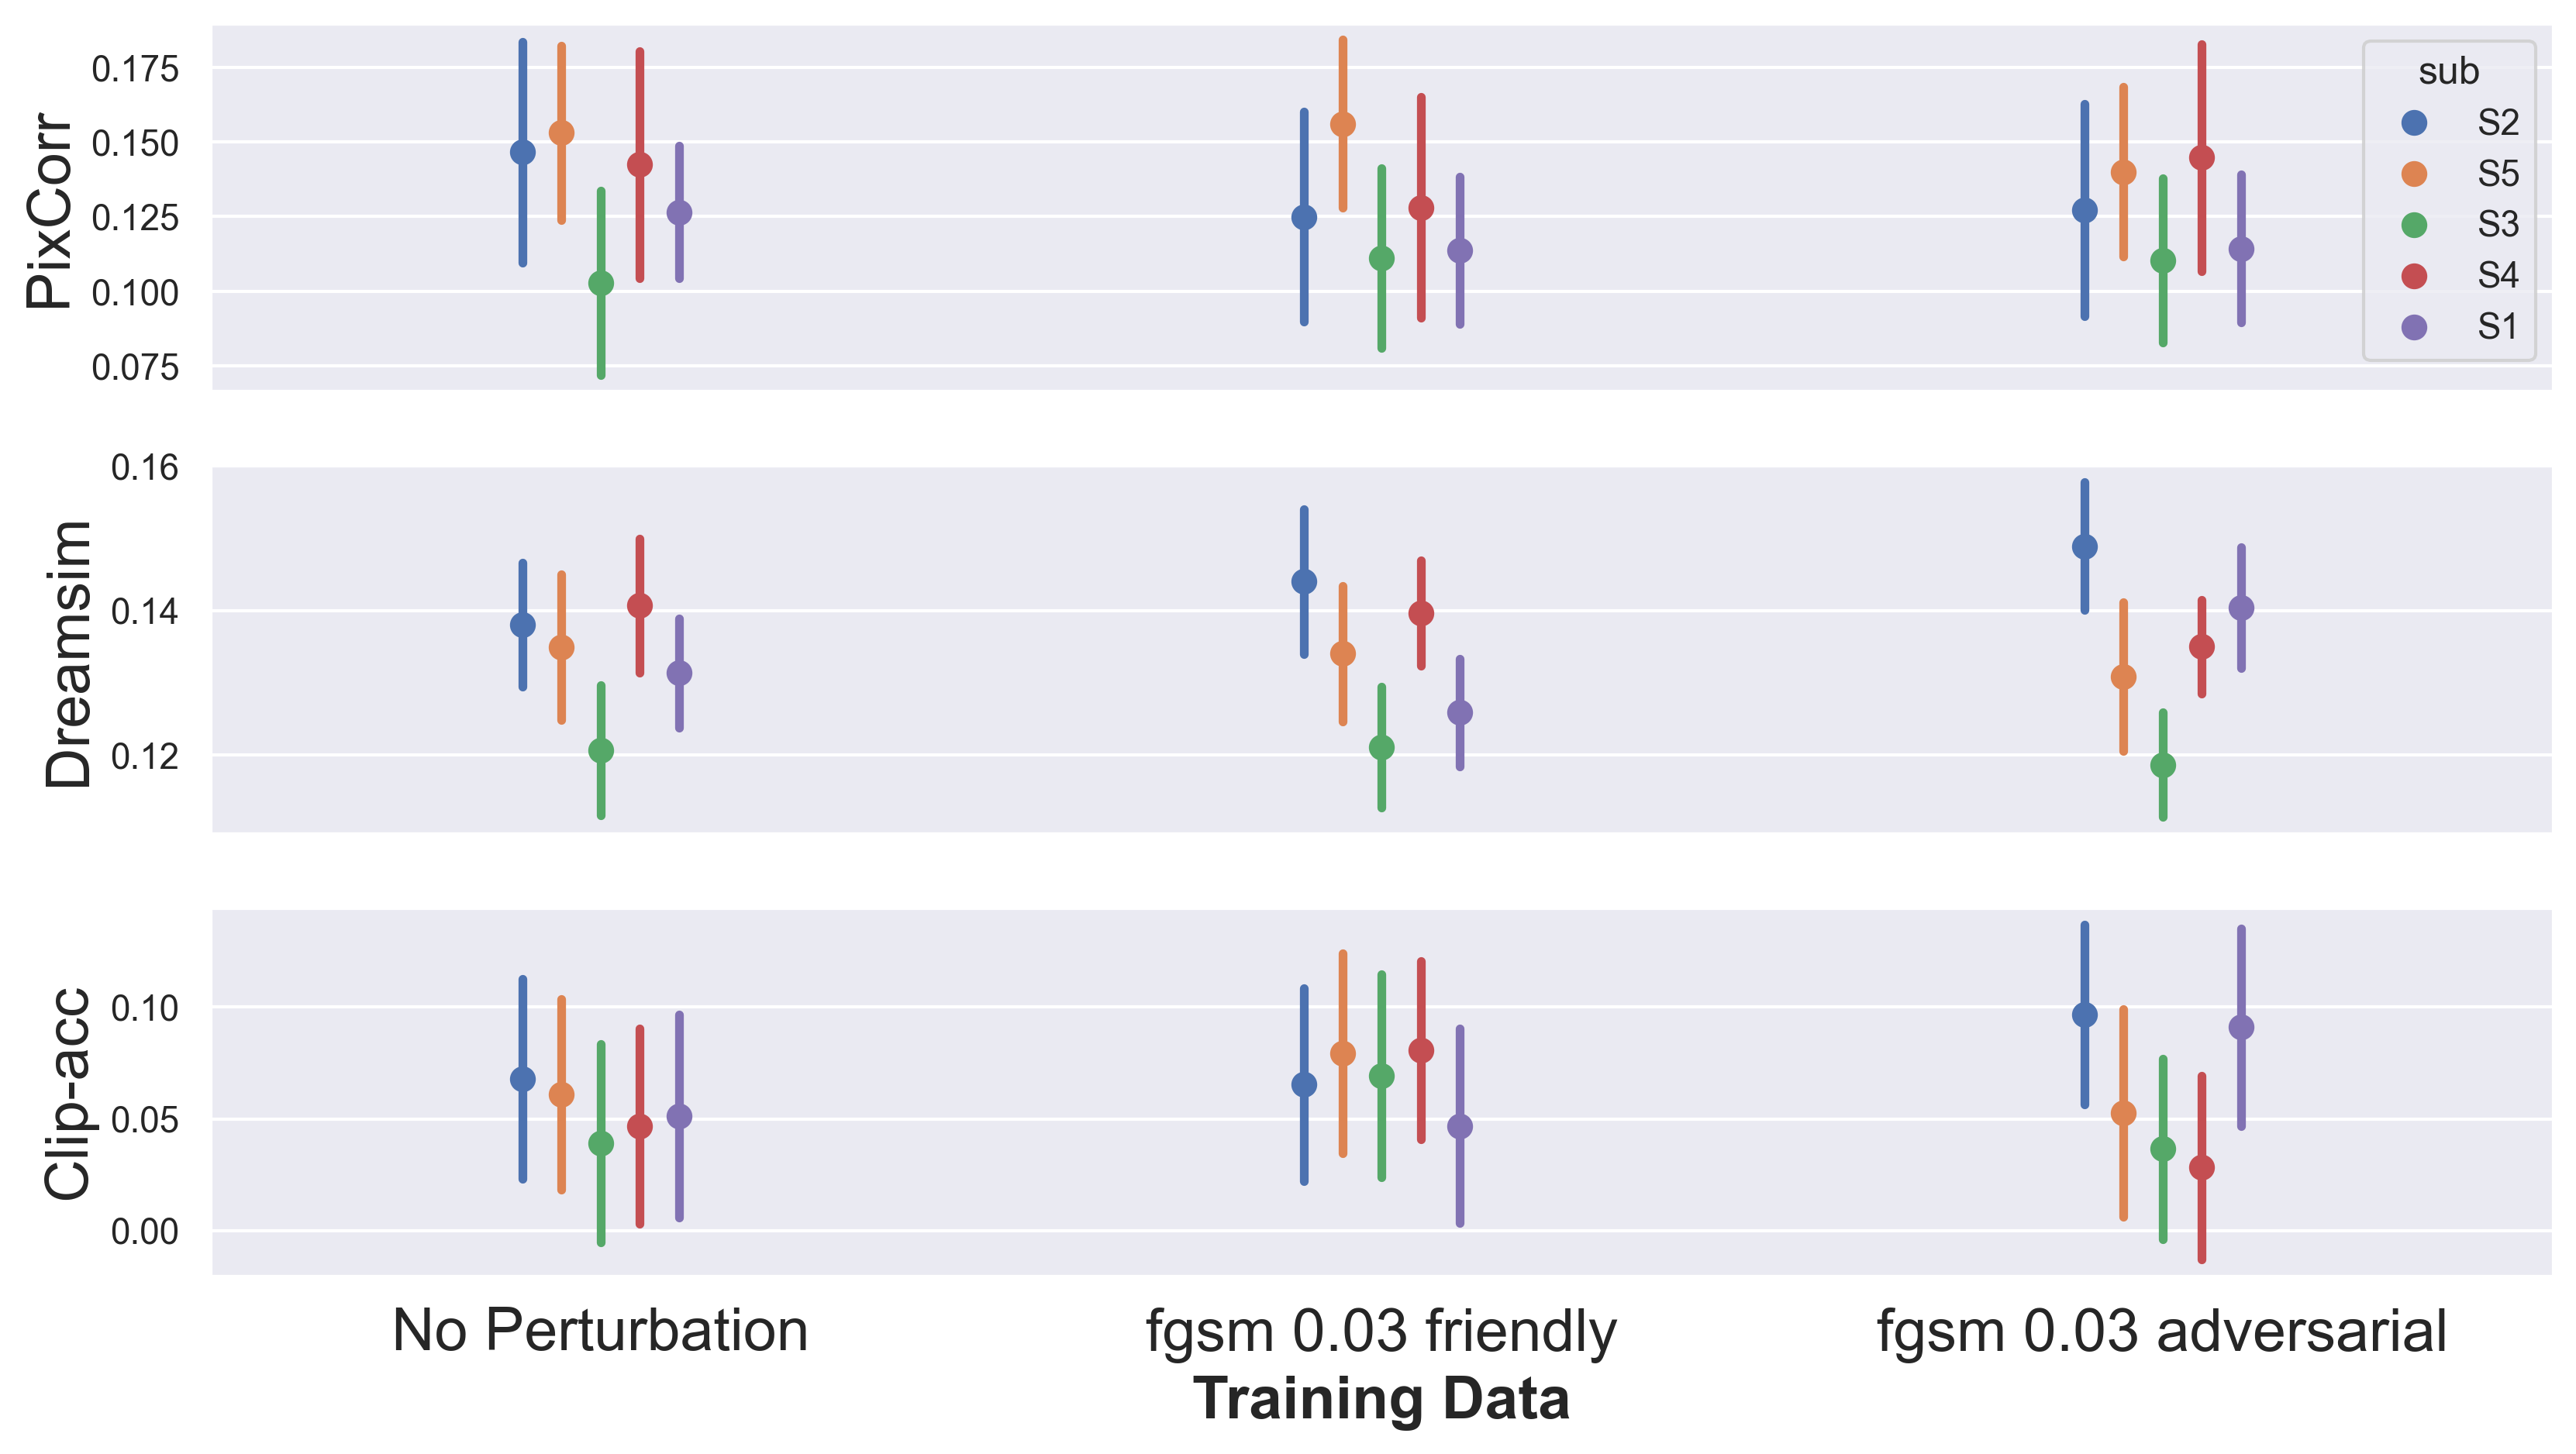 PixCorr
0.175
0.150
0.125
0.100
0.075
sub
S2
S5
S3
S4
S1
Dreamsim
0.16
0.14
0.12
Clip-acc
0.10
0.05
0.00
No Perturbation
fgsm 0.03 friendly
fgsm 0.03 adversarial
Training Data